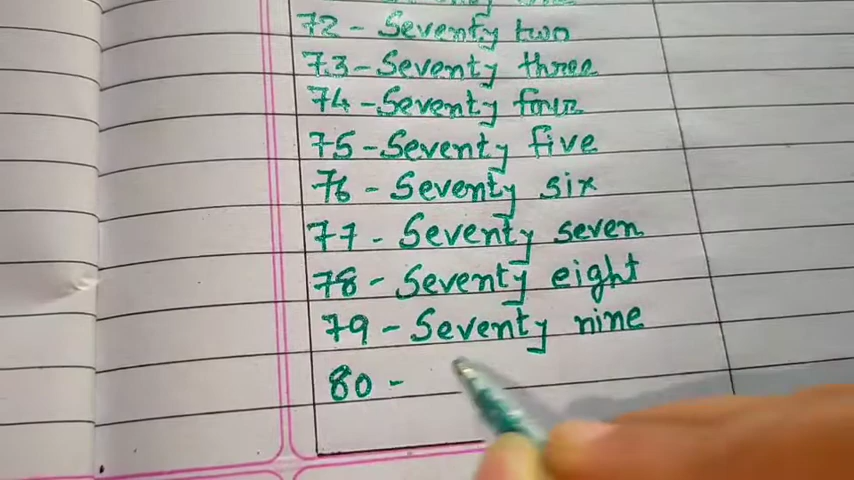 72 - Seventy two
73 - Seventy three
74 - Seventy four
75 - Seventy five
76 - Seventy six
77 - Seventy seven
78 - Seventy eight
79 - Seventy nine
80 -